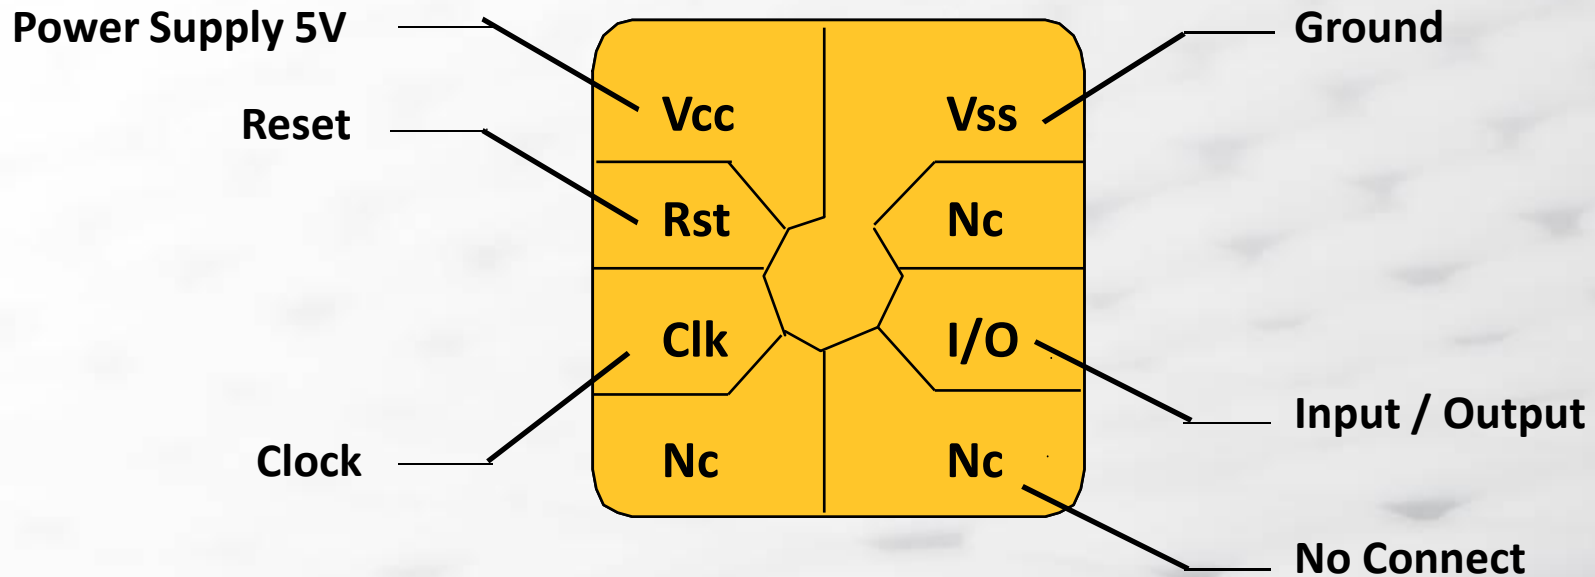 Power Supply 5V
Ground
Vcc
Vss
Reset
Rst
Nc
Clk
I/O
Input / Output
Clock
Nc
Nc
No Connect